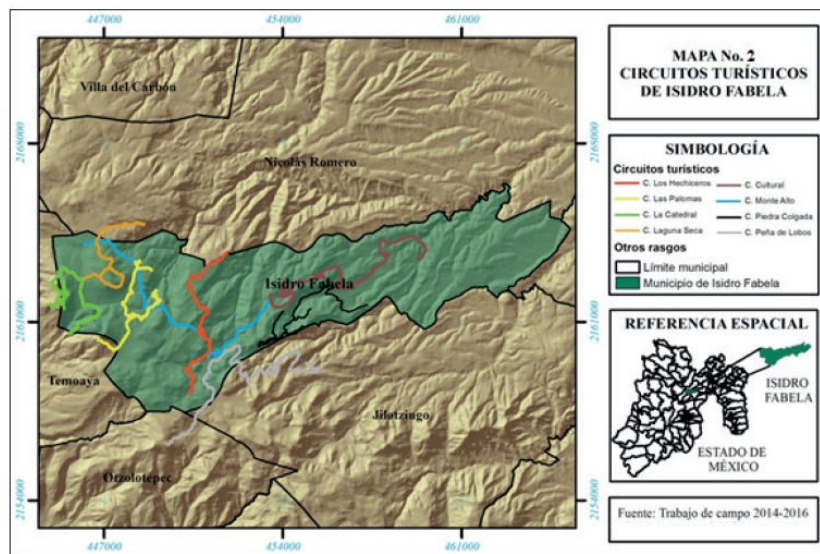 447000
454000
461000
2168000
2161000
2154000
Villa del Carbón
Nicolás Romero
Isidro Fabela
Temoaya
Jilotzingo
Otzolotepec
2168000
2161000
2154000
447000
454000
461000
MAPA No. 2
CIRCUITOS TURÍSTICOS
DE ISIDRO FABELA
SIMBOLOGÍA
Circuitos turísticos
C. Los Hechiceros
C. Las Palomas
C. La Catedral
C. Laguna Seca
C. Cultural
C. Monte Alto
C. Piedra Colgada
C. Peña de Lobos
Otros rasgos
Límite municipal
Municipio de Isidro Fabela
REFERENCIA ESPACIAL
ISIDRO
FABELA
ESTADO DE
MÉXICO
Fuente: Trabajo de campo 2014-2016